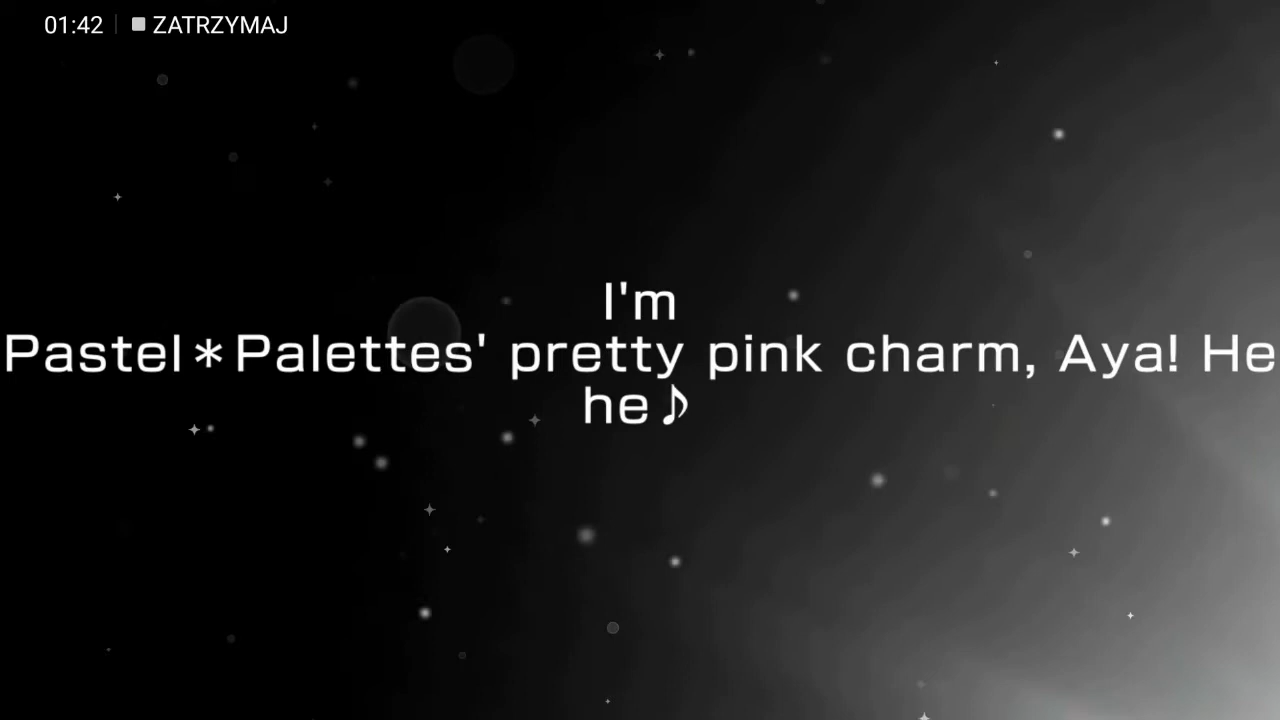 01:42 ZATRZYMAJ
I'm
Pastel＊Palettes' pretty pink charm, Aya! He
he♪